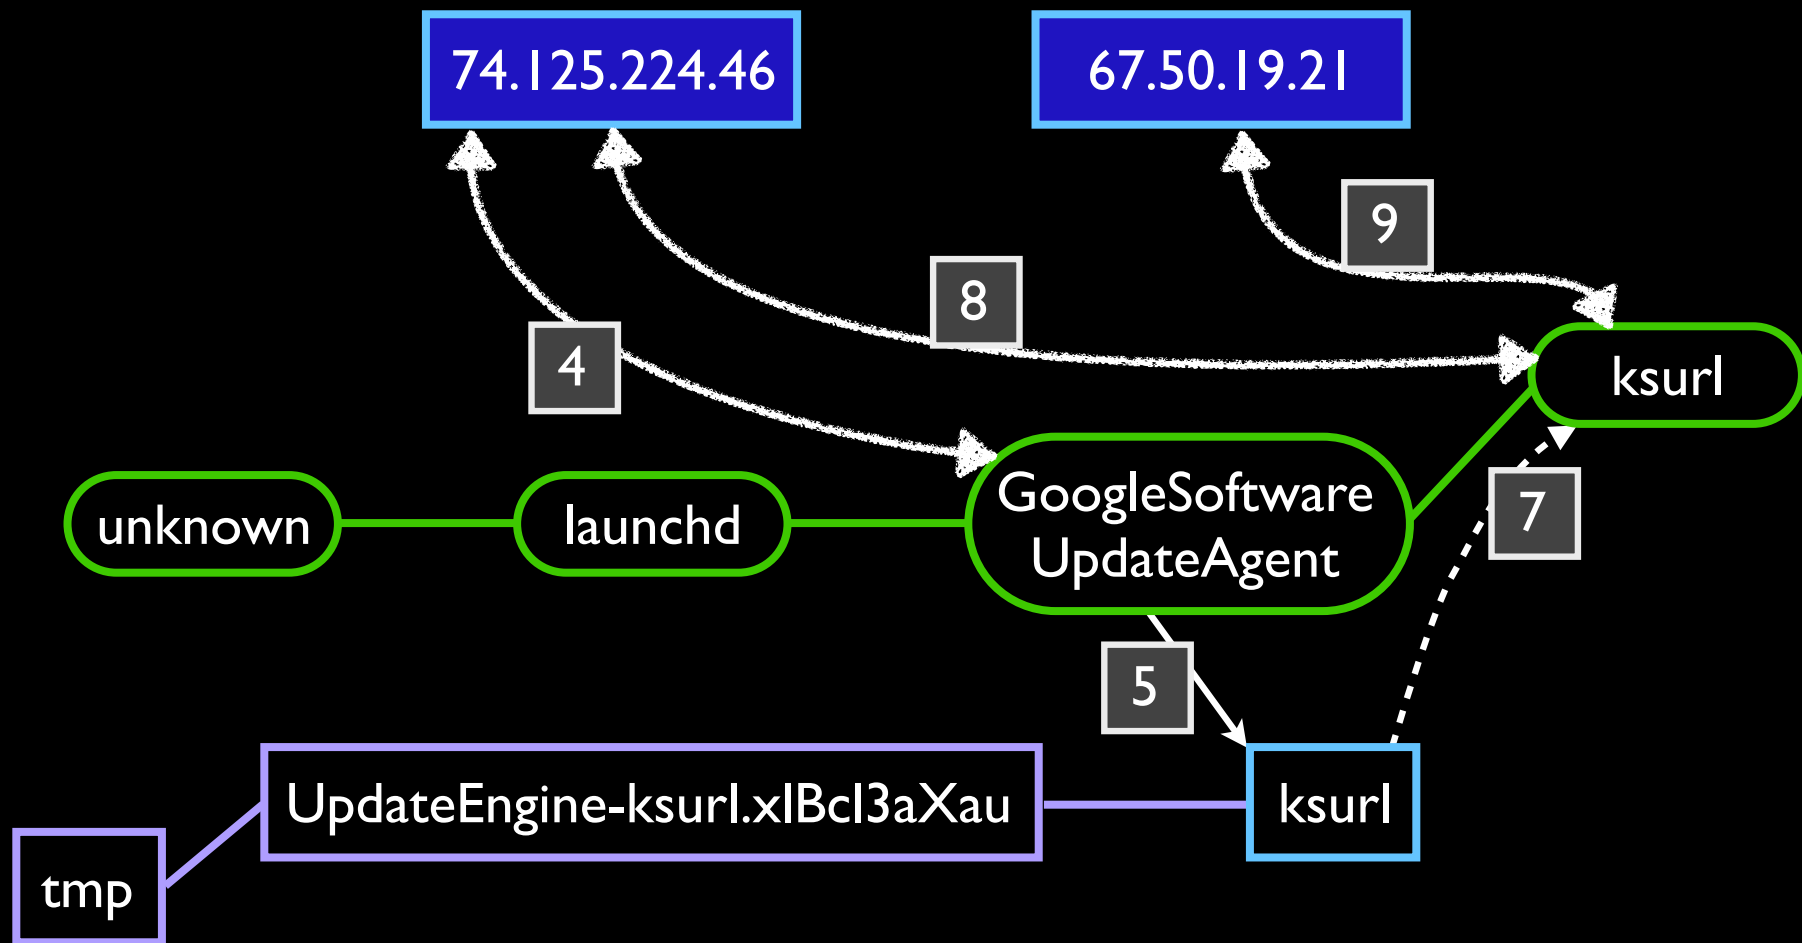 74.125.224.46
67.50.19.21
9
8
4
ksurl
GoogleSoftware
UpdateAgent
unknown
launchd
7
5
UpdateEngine-ksurl.xlBcl3aXau
ksurl
tmp